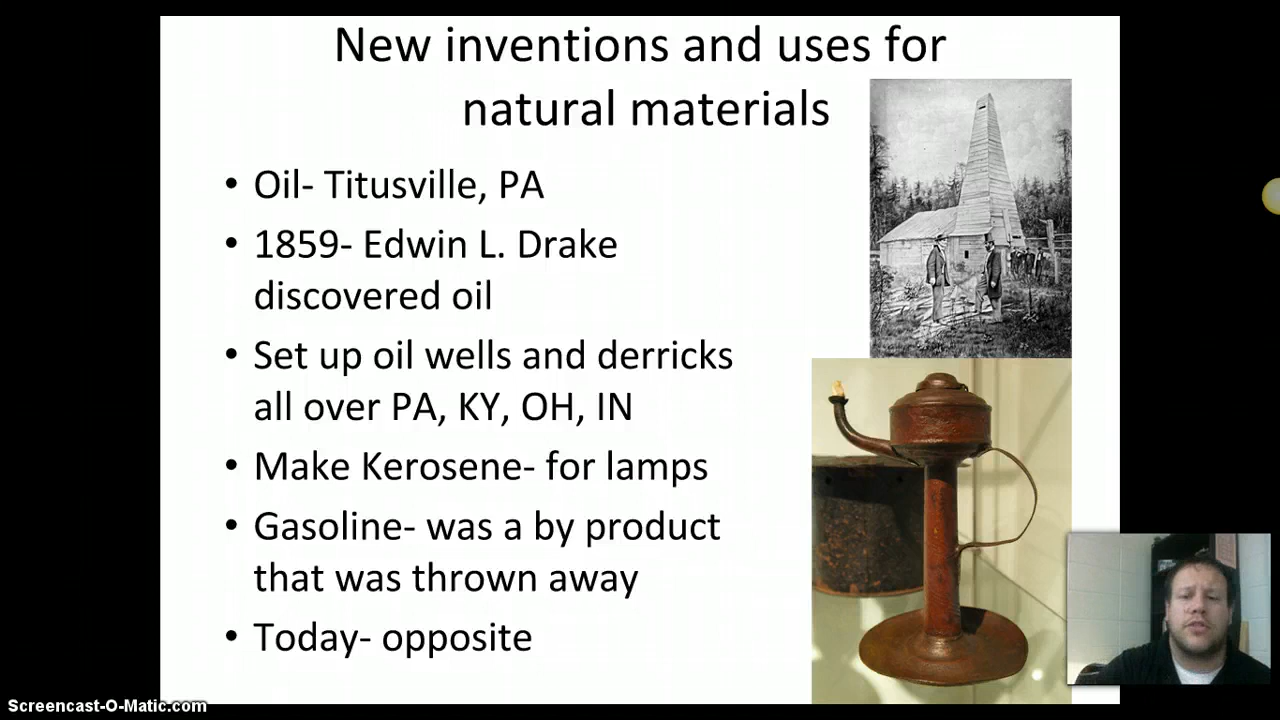 New inventions and uses for
natural materials
• Oil- Titusville, PA
• 1859- Edwin L. Drake
discovered oil
• Set up oil wells and derricks
all over PA, KY, OH, IN
• Make Kerosene- for lamps
• Gasoline- was a by product
that was thrown away
• Today- opposite
Screencast-O-Matic.com